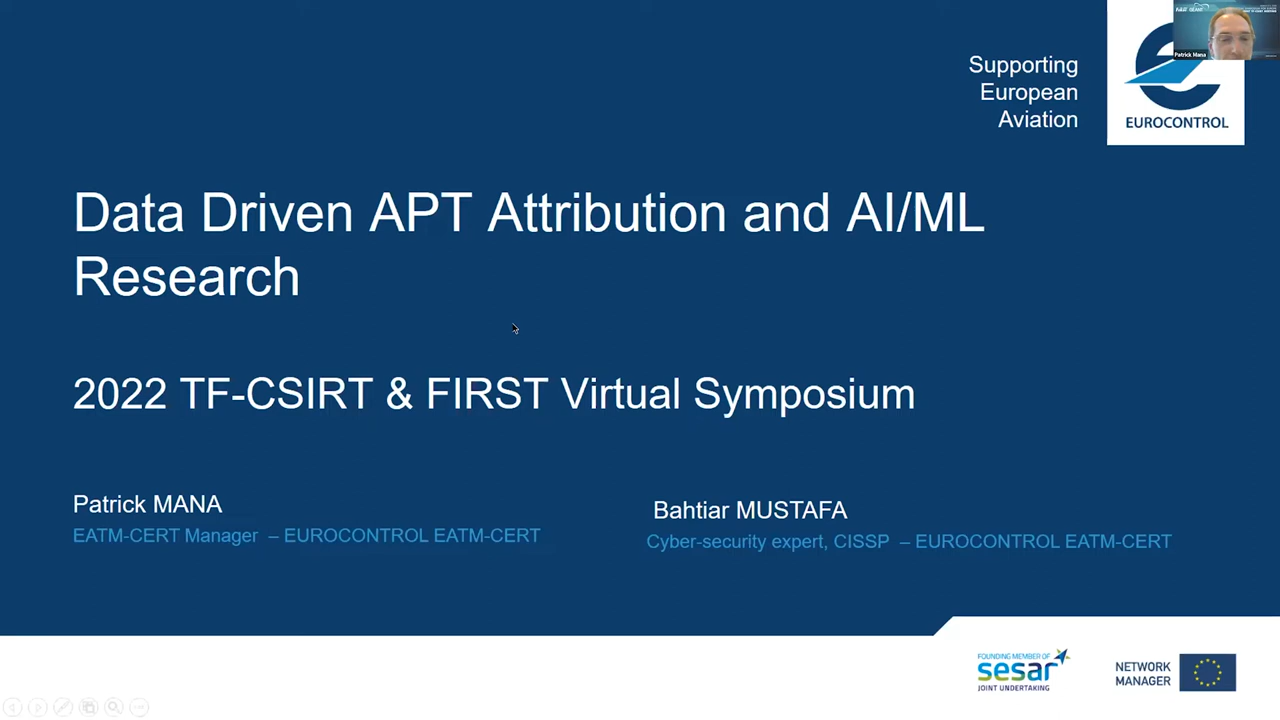 Supporting
European
Aviation
EUROCONTROL
Patrick Mana
Data Driven APT Attribution and AI/ML
Research
2022 TF-CSIRT & FIRST Virtual Symposium
Patrick MANA
EATM-CERT Manager – EUROCONTROL EATM-CERT
Bahtiar MUSTAFA
Cyber-security expert, CISSP – EUROCONTROL EATM-CERT
FOUNDING MEMBER OF
sesar
JOINT UNDERTAKING
NETWORK
MANAGER